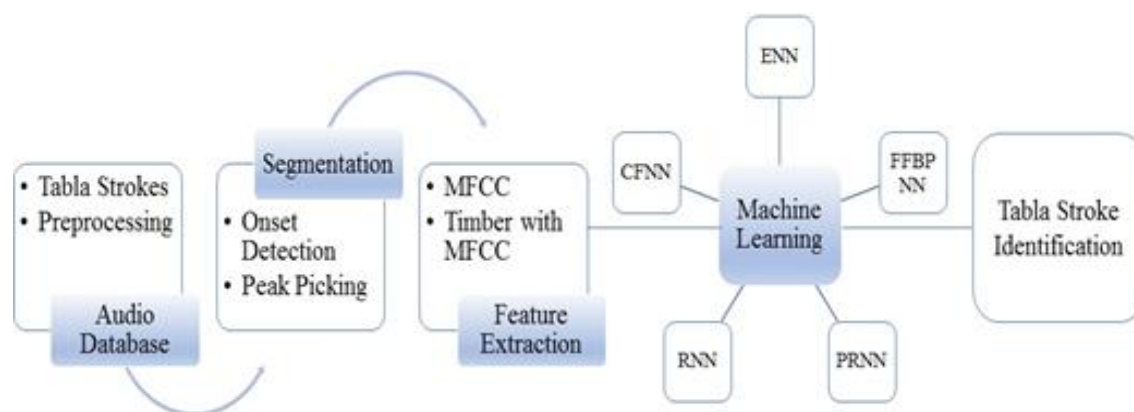 • Tabla Strokes
• Preprocessing
Audio
Database
Segmentation
• Onset
Detection
• Peak Picking
• MFCC
• Timber with
MFCC
Feature
Extraction
ENN
CFNN
FFBP
NN
Machine
Learning
RNN
PRNN
Tabla Stroke
Identification